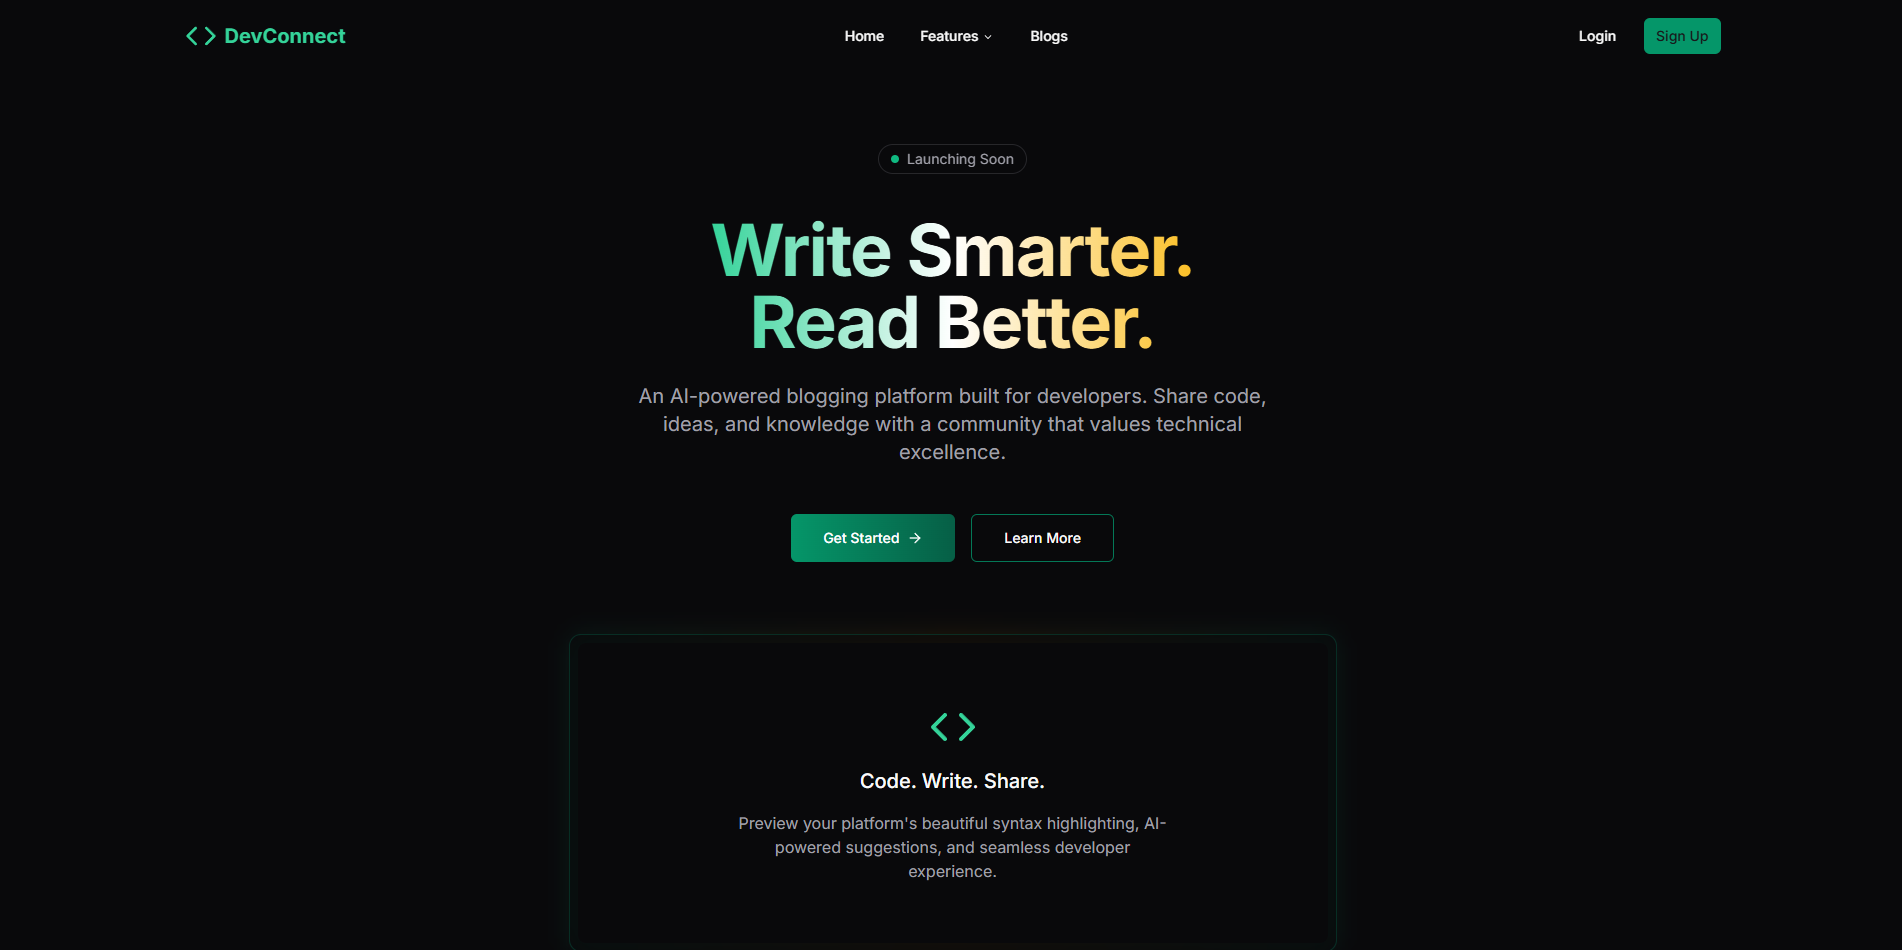 DevConnect
Home
Features
Blogs
Login
Sign Up
Launching Soon
Write Smarter.
Read Better.
An AI-powered blogging platform built for developers. Share code,
ideas, and knowledge with a community that values technical
excellence.
Get Started →
Learn More
Code. Write. Share.
Preview your platform's beautiful syntax highlighting, AI-
powered suggestions, and seamless developer
experience.